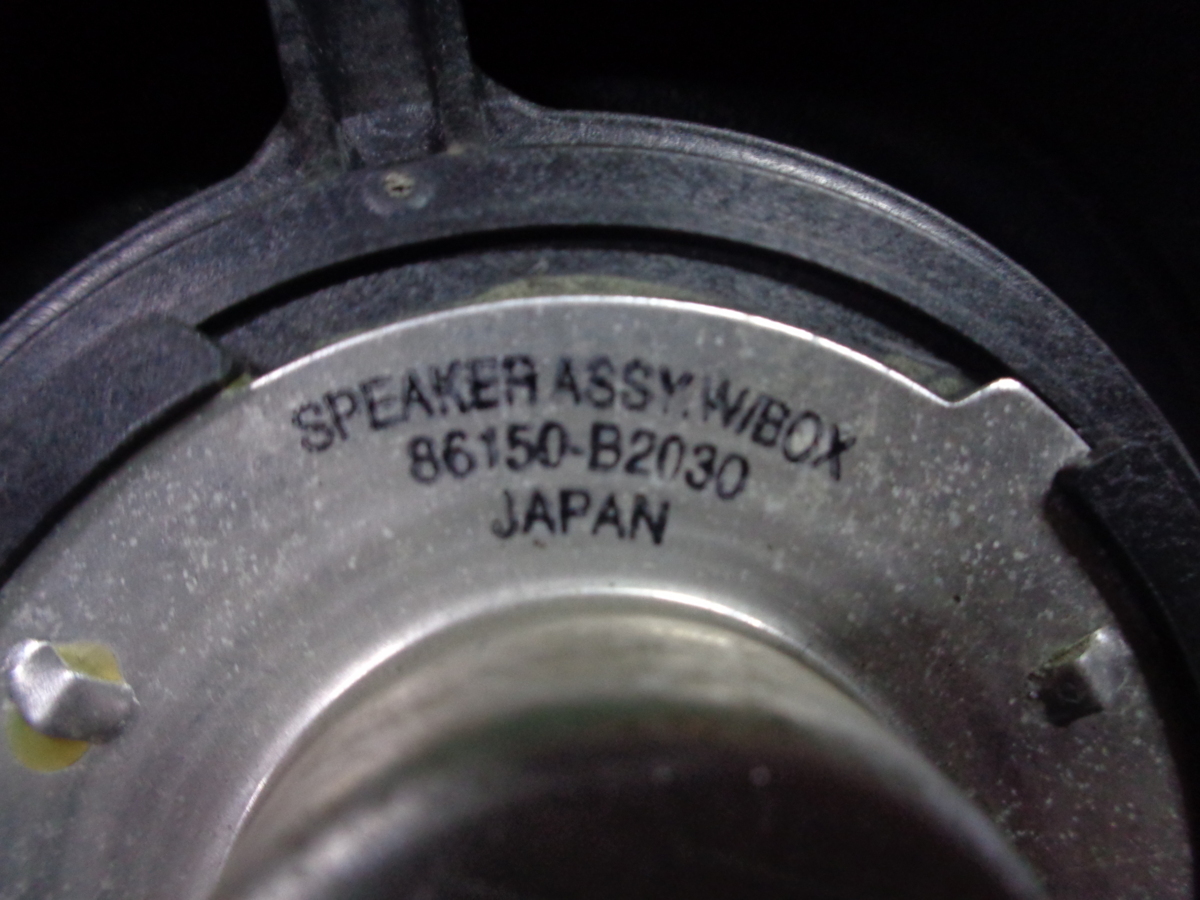 SPEAKER ASSY,W/BOX
86150-B2030
JAPAN